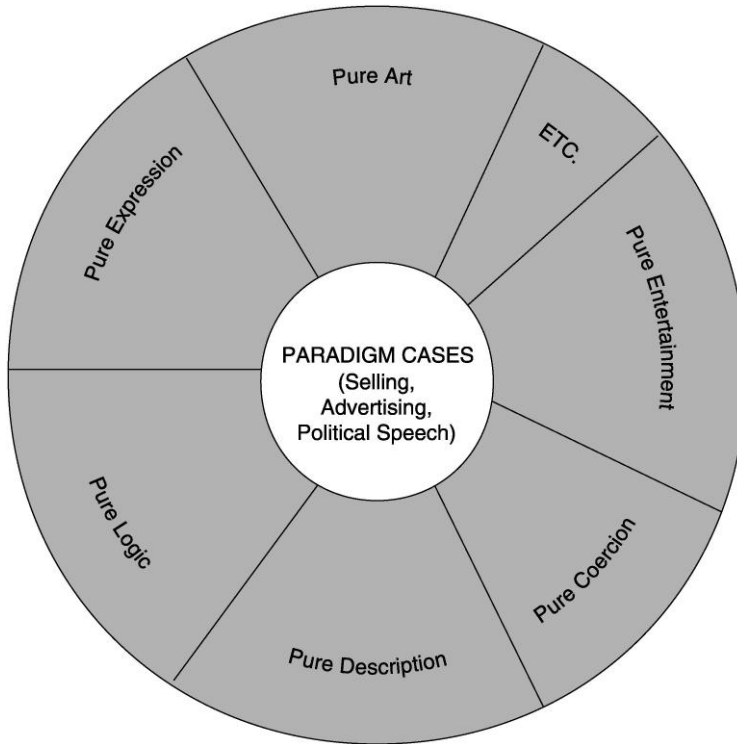 Pure Art
ETC.
Pure Expression
Pure Entertainment
PARADIGM CASES
(Selling,
Advertising,
Political Speech)
Pure Logic
Pure Coercion
Pure Description